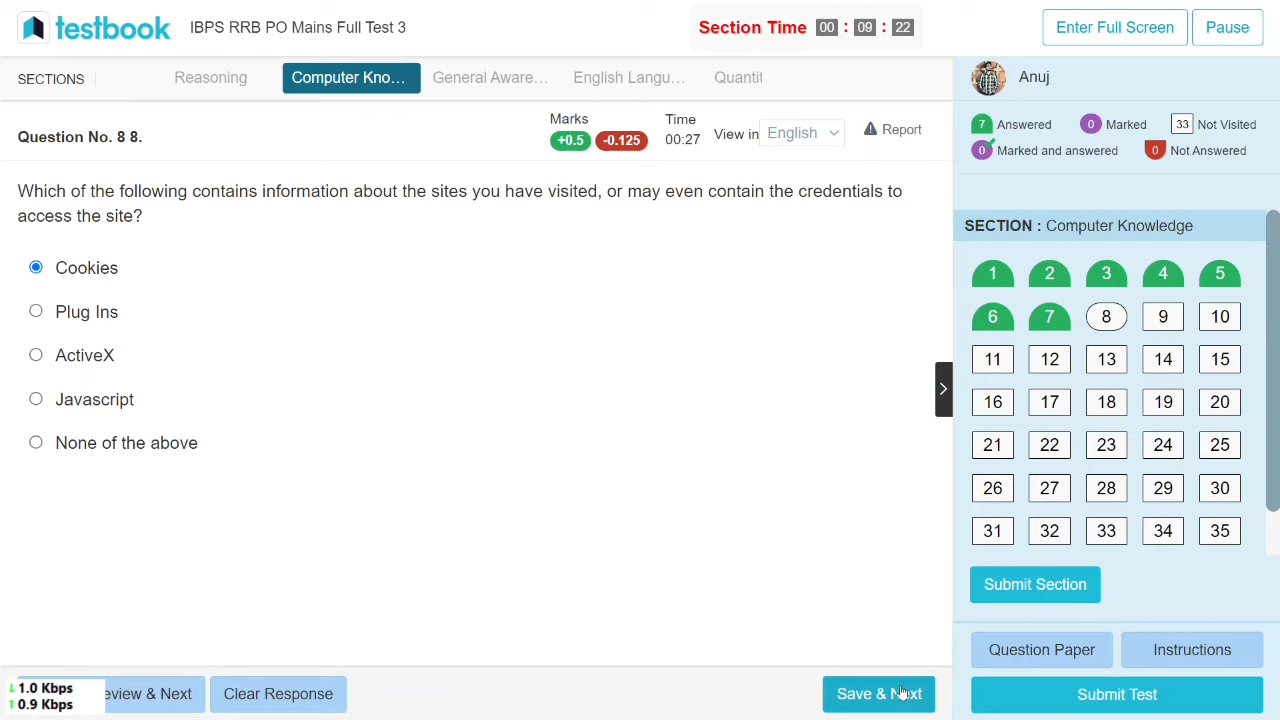 testbook
IBPS RRB PO Mains Full Test 3
Section Time 00 : 09 : 22
Enter Full Screen
Pause
SECTIONS
Reasoning
Computer Kno...
General Aware...
English Langu...
Quantit
Anuj
Question No. 8 8.
Marks
+0.5 -0.125
Time
00:27
View in English
Report
7 Answered
0 Marked
33 Not Visited
0 Marked and answered
0 Not Answered
Which of the following contains information about the sites you have visited, or may even contain the credentials to
access the site?
Cookies
Plug Ins
ActiveX
Javascript
None of the above
SECTION : Computer Knowledge
1 2 3 4 5
6 7 8 9 10
11 12 13 14 15
16 17 18 19 20
21 22 23 24 25
26 27 28 29 30
31 32 33 34 35
Submit Section
Question Paper
Instructions
Submit Test
↓ 1.0 Kbps
↑ 0.9 Kbps
eview & Next
Clear Response
Save & Next